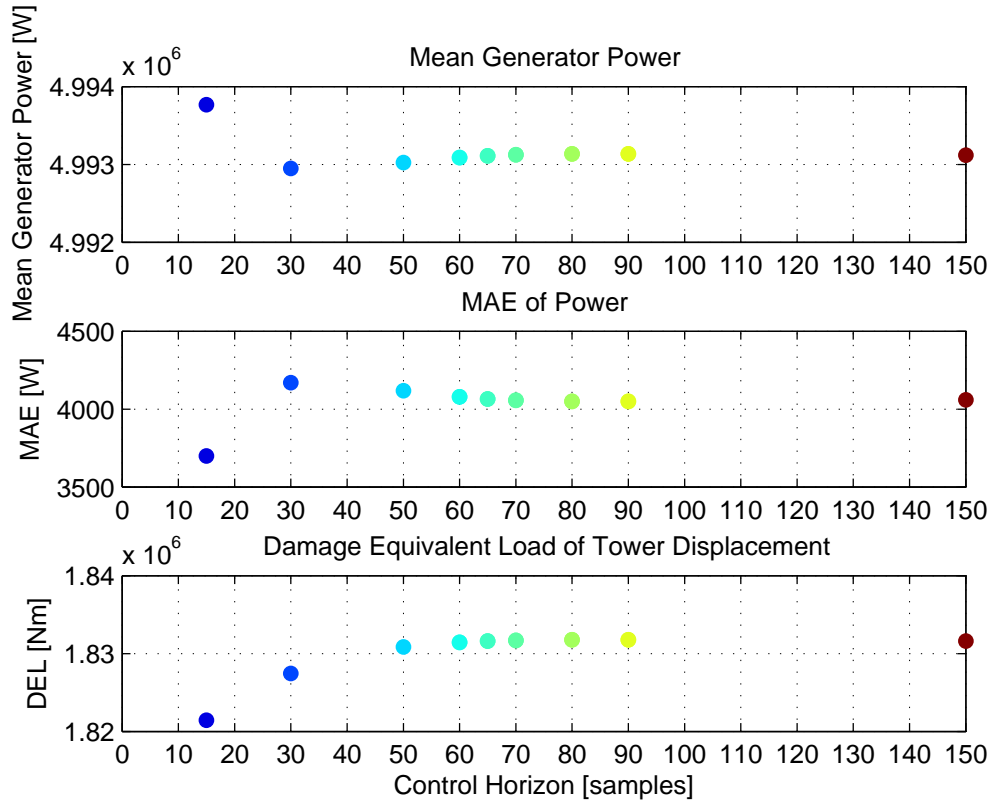 Mean Generator Power
x 10^6
Mean Generator Power [W]
4.994
4.993
4.992
0 10 20 30 40 50 60 70 80 90 100 110 120 130 140 150
MAE of Power
MAE [W]
4500
4000
3500
0 10 20 30 40 50 60 70 80 90 100 110 120 130 140 150
Damage Equivalent Load of Tower Displacement
x 10^6
DEL [Nm]
1.84
1.83
1.82
0 10 20 30 40 50 60 70 80 90 100 110 120 130 140 150
Control Horizon [samples]